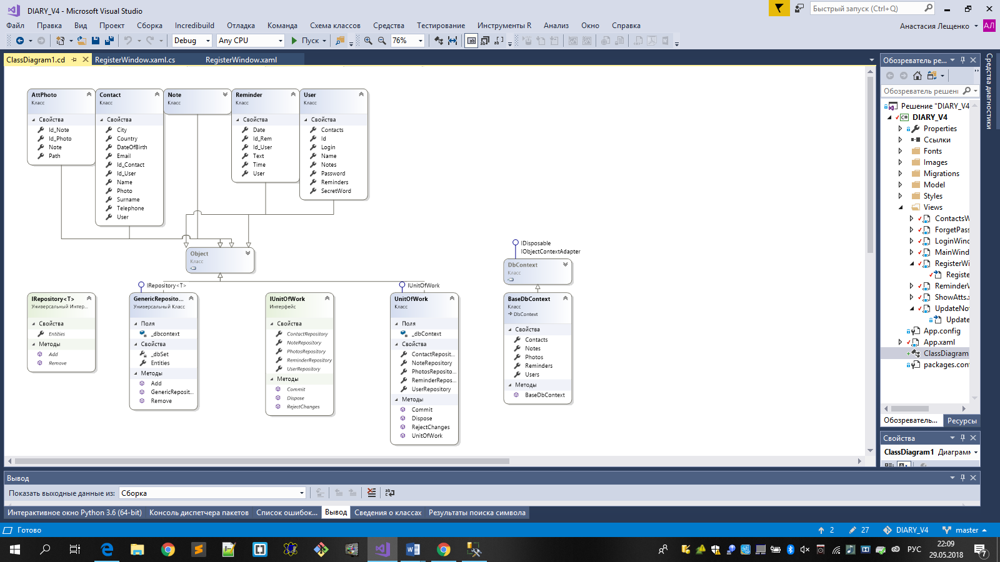 DIARY_V4 - Microsoft Visual Studio
Быстрый запуск (Ctrl+Q)
Файл Правка Вид Проект Сборка Incredibuild Отладка Команда Схема классов Средства Тестирование Инструменты R Анализ Окно Справка
Анастасия Лещенко АЛ
Debug Any CPU Пуск 76%
ClassDiagram1.cd RegisterWindow.xaml.cs RegisterWindow.xaml
AttPhoto
Класс
Свойства
Id_Note
Id_Photo
Note
Path
Contact
Класс
Свойства
City
Country
DateOfBirth
Email
Id_Contact
Id_User
Name
Photo
Surname
Telephone
User
Note
Класс
Reminder
Класс
Свойства
Date
Id_Rem
Id_User
Text
Time
User
User
Класс
Свойства
Contacts
Id
Login
Name
Notes
Password
Reminders
SecretWord
Object
Класс
IDisposable
IObjectContextAdapter
DbContext
Класс
IRepository<T>
Универсальный Интер...
Свойства
Entities
Методы
Add
Remove
IRepository<T>
GenericReposito...
Универсальный Класс
Поля
_dbcontext
Свойства
_dbSet
Entities
Методы
Add
GenericReposit...
Remove
IUnitOfWork
Интерфейс
Свойства
ContactRepository
NoteRepository
PhotosRepository
ReminderRepository
UserRepository
Методы
Commit
Dispose
RejectChanges
IUnitOfWork
UnitOfWork
Класс
Поля
_dbContext
Свойства
ContactReposit...
NoteRepository
PhotosReposito...
ReminderRepos...
UserRepository
Методы
Commit
Dispose
RejectChanges
UnitOfWork
BaseDbContext
Класс
DbContext
Свойства
Contacts
Notes
Photos
Reminders
Users
Методы
BaseDbContext
Обозреватель ре...
Обозреватель решени
Решение "DIARY_V4
DIARY_V4
Properties
Ссылки
Fonts
Images
Migrations
Model
Styles
Views
ContactsW
ForgetPass
LoginWind
MainWind
RegisterWi
Registe
ReminderW
ShowAtts.x
UpdateNo
Update
App.config
App.xaml
ClassDiagram
packages.con
Обозреватель... Ресурсы
Средства диагностики
Свойства
ClassDiagram1 Диаграмм
Вывод
Показать выходные данные из: Сборка
Интерактивное окно Python 3.6 (64-bit) Консоль диспетчера пакетов Список ошибок... Вывод Сведения о классах Результаты поиска символа
Готово 2 27 DIARY_V4 master
РУС 22:09
29.05.2018 7